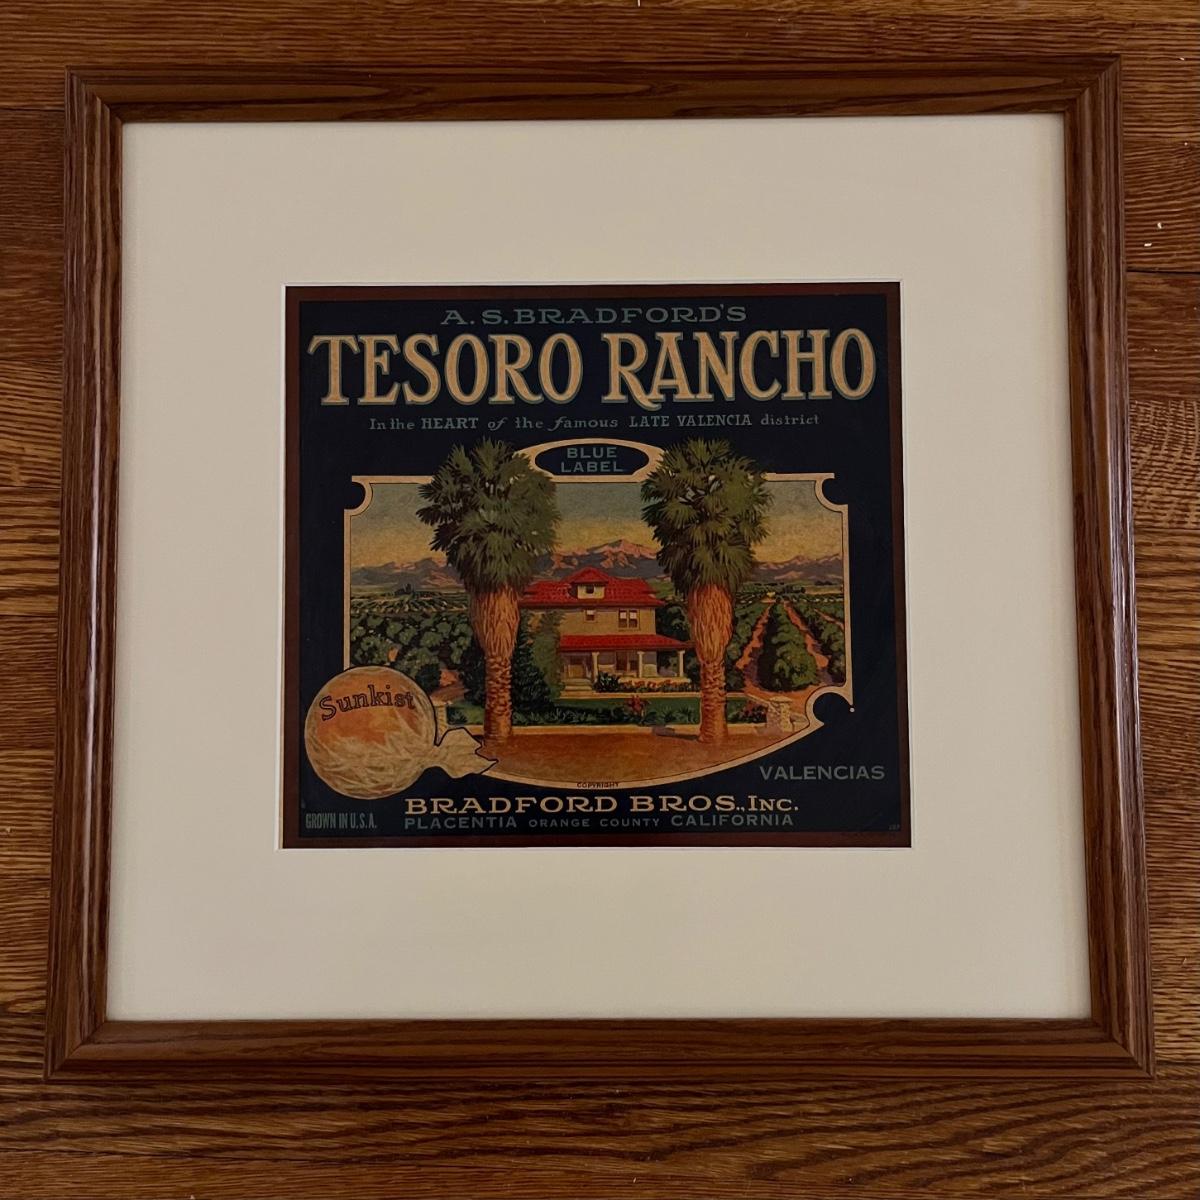 A. S. BRADFORD'S
TESORO RANCHO
In the HEART of the famous LATE VALENCIA district
BLUE
LABEL
Sunkist
VALENCIAS
COPYRIGHT
BRADFORD BROS., INC.
GROWN IN U.S.A.
PLACENTIA ORANGE COUNTY CALIFORNIA